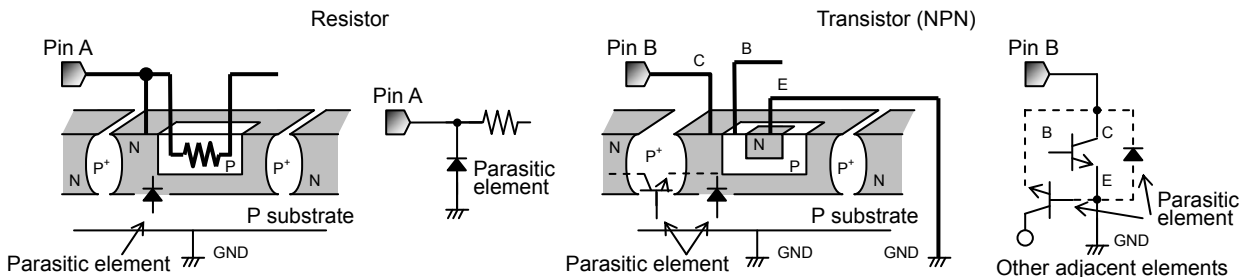 Resistor
Transistor (NPN)
Pin A
Pin A
Pin B
C
B
E
Pin B
N
P+
N
P
P+
N
Parasitic
element
P substrate
Parasitic element
GND
N
P+
N
P
P+
N
P substrate
Parasitic element
GND
GND
B
C
E
Parasitic
element
GND
Other adjacent elements